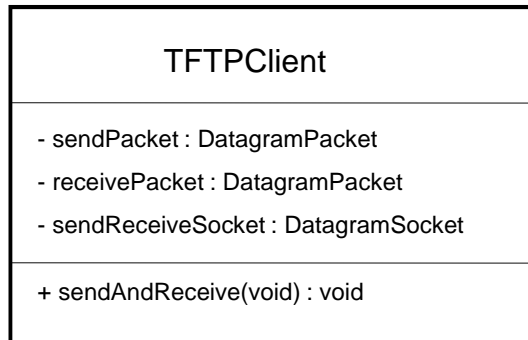 TFTPClient
- sendPacket : DatagramPacket
- receivePacket : DatagramPacket
- sendReceiveSocket : DatagramSocket
+ sendAndReceive(void) : void